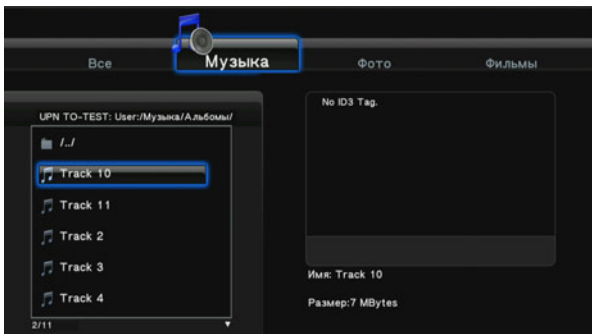 Все Музыка Фото Фильмы
UPN TO-TEST: User:/Музыка/Альбомы/
/../
Track 10
Track 11
Track 2
Track 3
Track 4
2/11
No ID3 Tag.
Имя: Track 10
Размер:7 MBytes